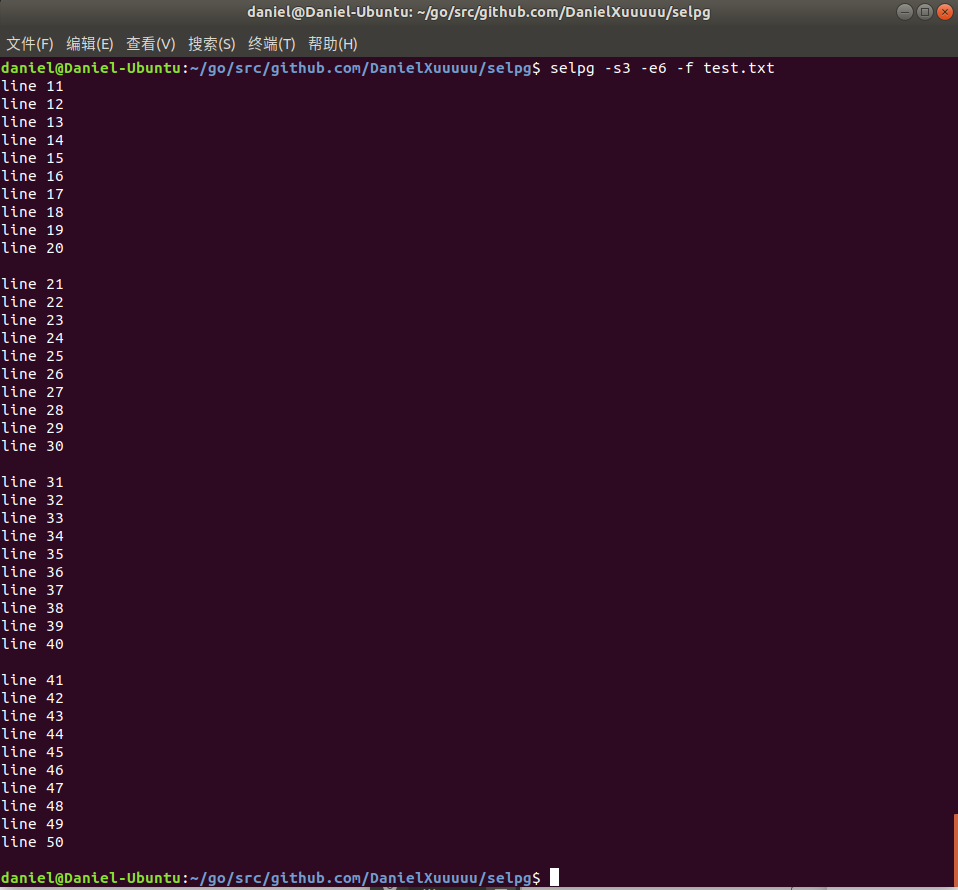 daniel@Daniel-Ubuntu: ~/go/src/github.com/DanielXuuuuu/selpg
文件(F) 编辑(E) 查看(V) 搜索(S) 终端(T) 帮助(H)
daniel@Daniel-Ubuntu:~/go/src/github.com/DanielXuuuuu/selpg$ selpg -s3 -e6 -f test.txt
line 11
line 12
line 13
line 14
line 15
line 16
line 17
line 18
line 19
line 20
line 21
line 22
line 23
line 24
line 25
line 26
line 27
line 28
line 29
line 30
line 31
line 32
line 33
line 34
line 35
line 36
line 37
line 38
line 39
line 40
line 41
line 42
line 43
line 44
line 45
line 46
line 47
line 48
line 49
line 50
daniel@Daniel-Ubuntu:~/go/src/github.com/DanielXuuuuu/selpg$